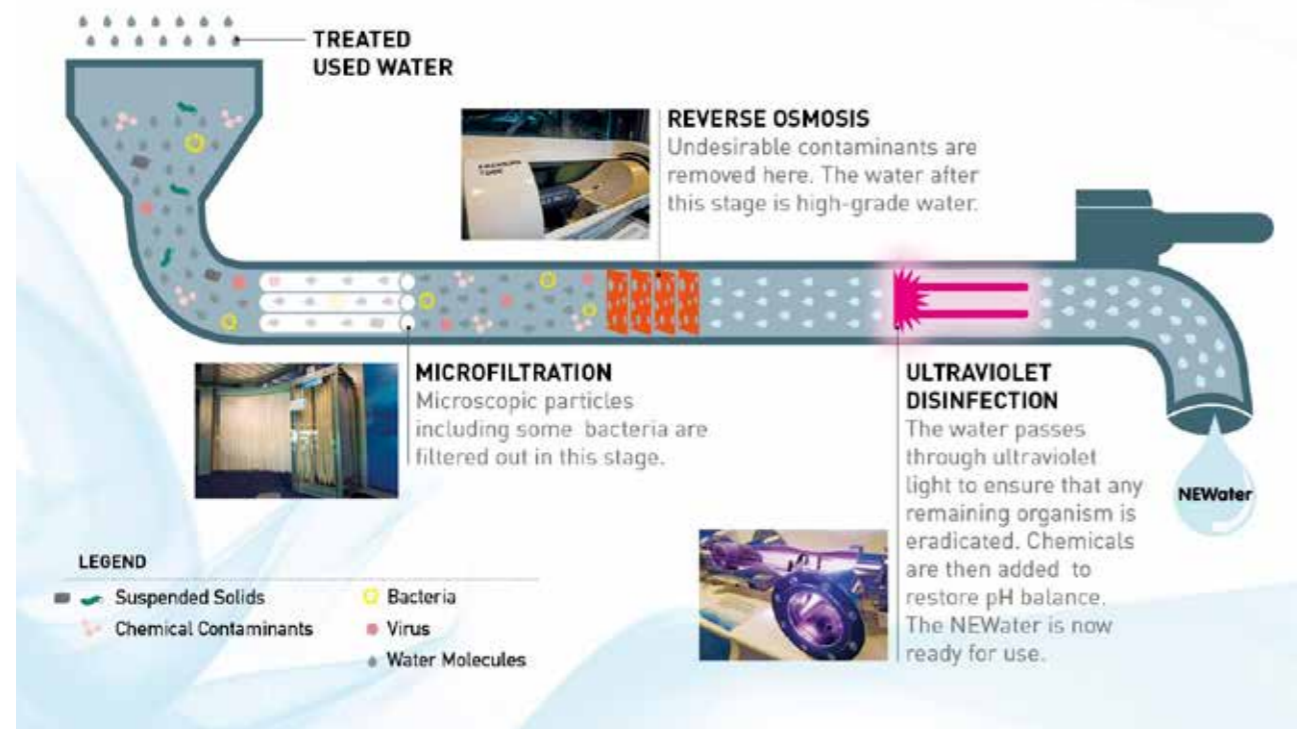 TREATED
USED WATER
REVERSE OSMOSIS
Undesirable contaminants are
removed here. The water after
this stage is high-grade water.
MICROFILTRATION
Microscopic particles
including some bacteria are
filtered out in this stage.
ULTRAVIOLET
DISINFECTION
The water passes
through ultraviolet
light to ensure that any
remaining organism is
eradicated. Chemicals
are then added to
restore pH balance.
The NEWater is now
ready for use.
NEWater
LEGEND
Suspended Solids
Chemical Contaminants
Bacteria
Virus
Water Molecules